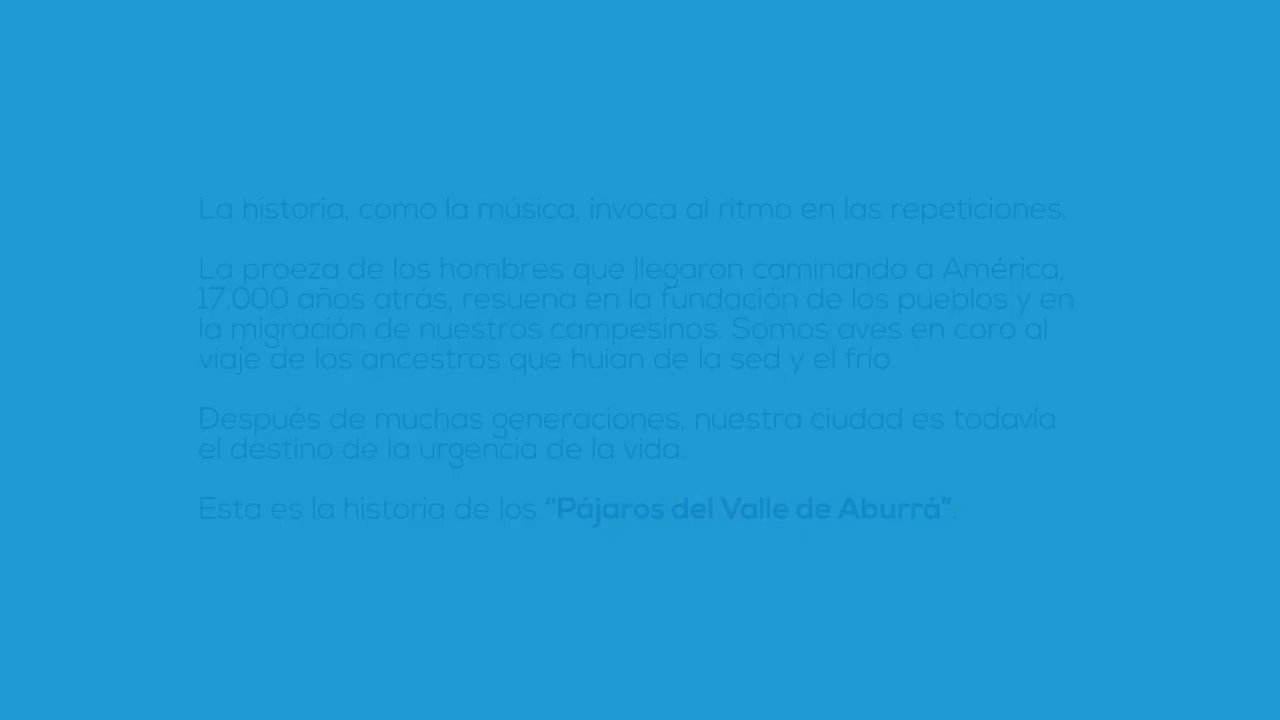 La historia, como la música, invoca al ritmo en las repeticiones.
La proeza de los hombres que llegaron caminando a América,
17.000 años atrás, resuena en la fundación de los pueblos y en
la migración de nuestros campesinos. Somos aves en coro al
viaje de los ancestros que huían de la sed y el frío.
Después de muchas generaciones, nuestra ciudad es todavía
el destino de la urgencia de la vida.
Esta es la historia de los “Pájaros del Valle de Aburrá”.